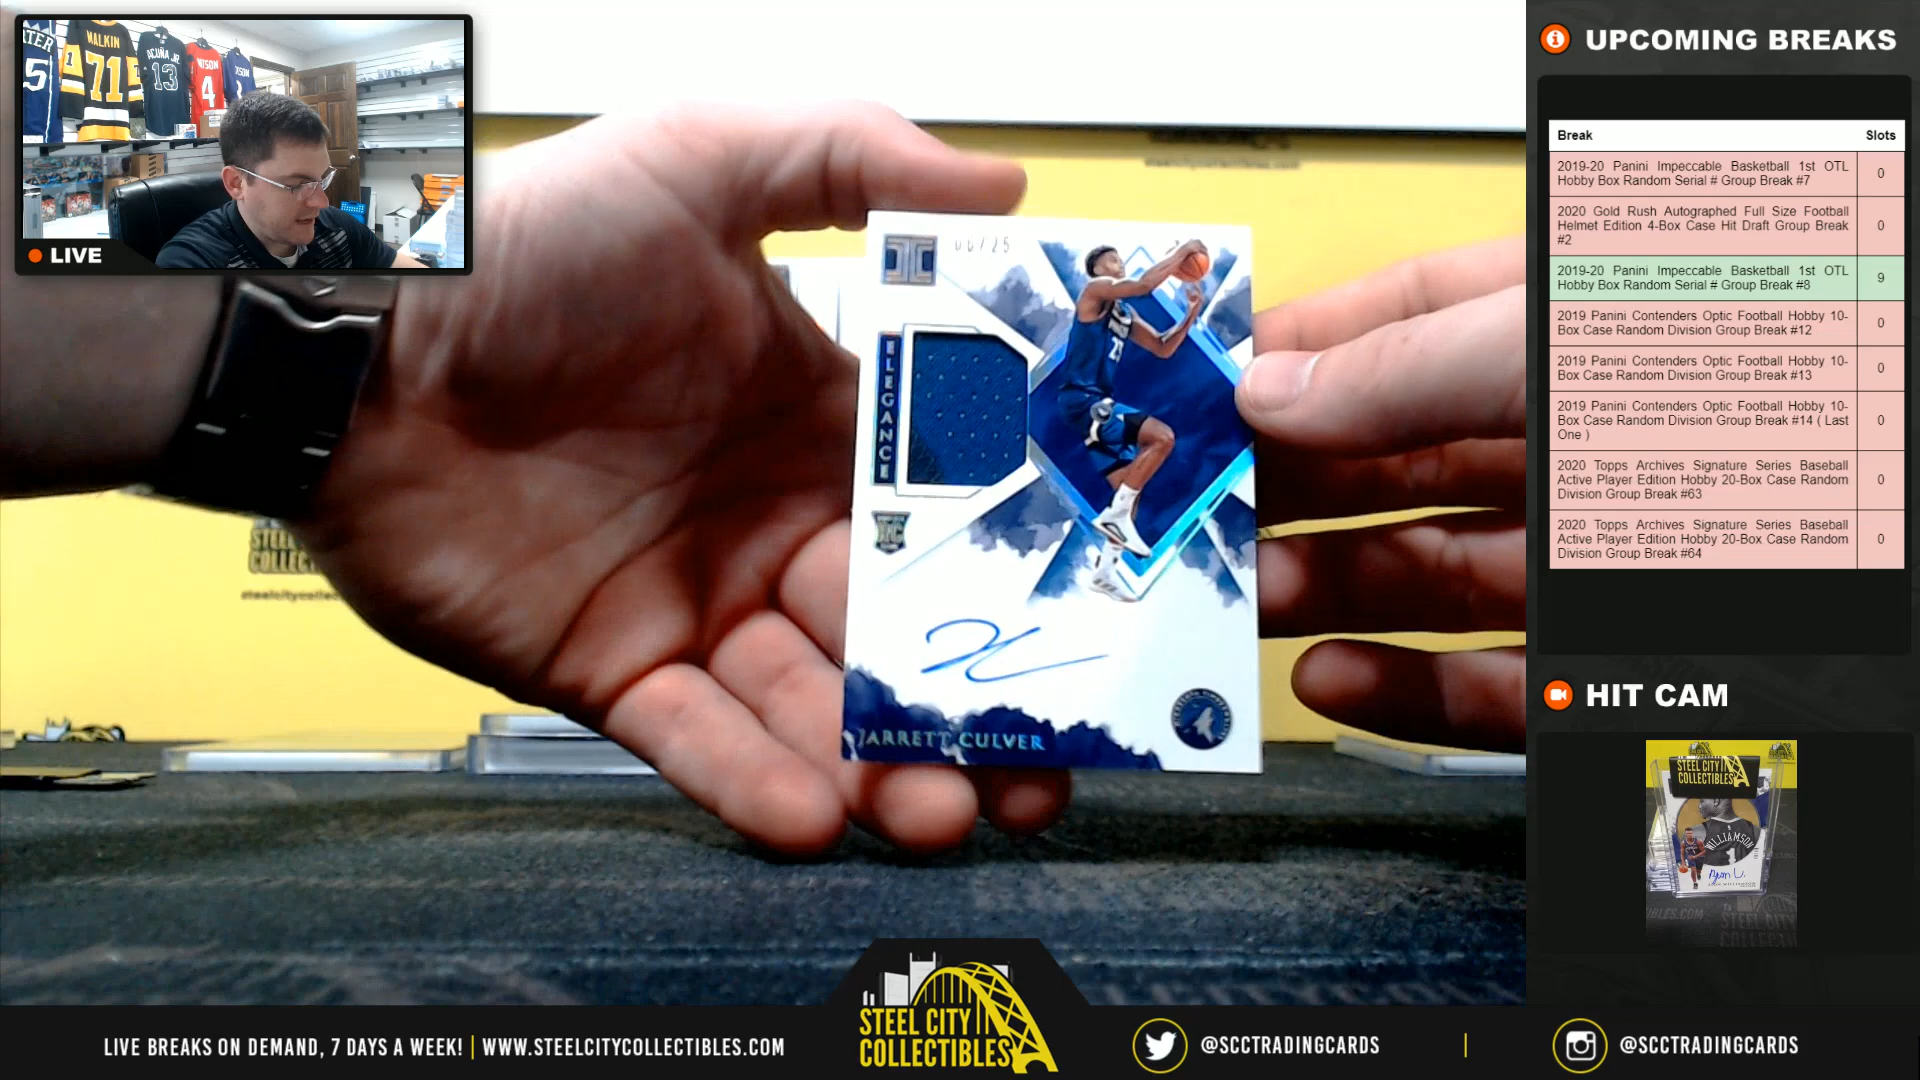 MALKIN
71
ACUÑA JR
13
4
LIVE
/25
ELEGANCE
JARRETT CULVER
STEEL
COLLEC
steelcitycollec
UPCOMING BREAKS
Break Slots
2019-20 Panini Impeccable Basketball 1st OTL
Hobby Box Random Serial # Group Break #7 0
2020 Gold Rush Autographed Full Size Football
Helmet Edition 4-Box Case Hit Draft Group Break
#2 0
2019-20 Panini Impeccable Basketball 1st OTL
Hobby Box Random Serial # Group Break #8 9
2019 Panini Contenders Optic Football Hobby 10-
Box Case Random Division Group Break #12 0
2019 Panini Contenders Optic Football Hobby 10-
Box Case Random Division Group Break #13 0
2019 Panini Contenders Optic Football Hobby 10-
Box Case Random Division Group Break #14 ( Last
One ) 0
2020 Topps Archives Signature Series Baseball
Active Player Edition Hobby 20-Box Case Random
Division Group Break #63 0
2020 Topps Archives Signature Series Baseball
Active Player Edition Hobby 20-Box Case Random
Division Group Break #64 0
HIT CAM
STEEL CITY
COLLECTIBLES
WILLIAMSON
1
LIVE BREAKS ON DEMAND, 7 DAYS A WEEK! | WWW.STEELCITYCOLLECTIBLES.COM
STEEL CITY
COLLECTIBLES
@SCCTRADINGCARDS
|
@SCCTRADINGCARDS